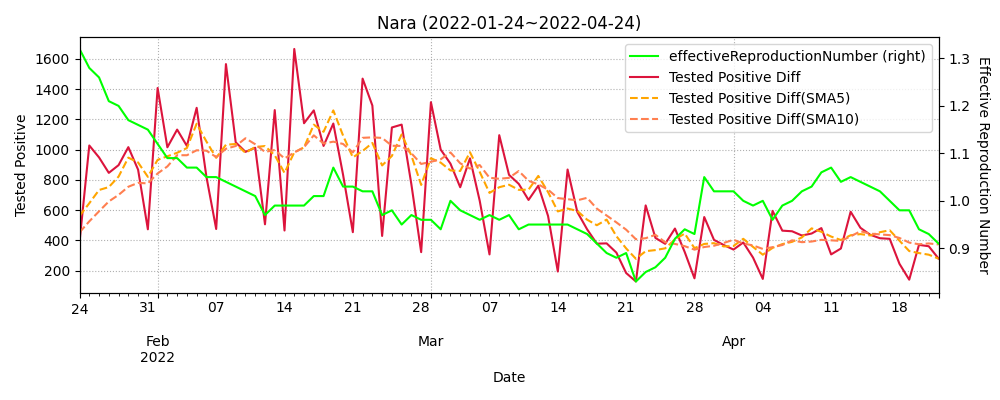 Nara (2022-01-24~2022-04-24)
effectiveReproductionNumber (right)
Tested Positive Diff
Tested Positive Diff(SMA5)
Tested Positive Diff(SMA10)
Tested Positive
1600
1400
1200
1000
800
600
400
200
1.3
1.2
1.1
1.0
0.9
Effective Reproduction Number
24 31 07 14 21 28 07 14 21 28 04 11 18
Feb Mar Apr
2022
Date